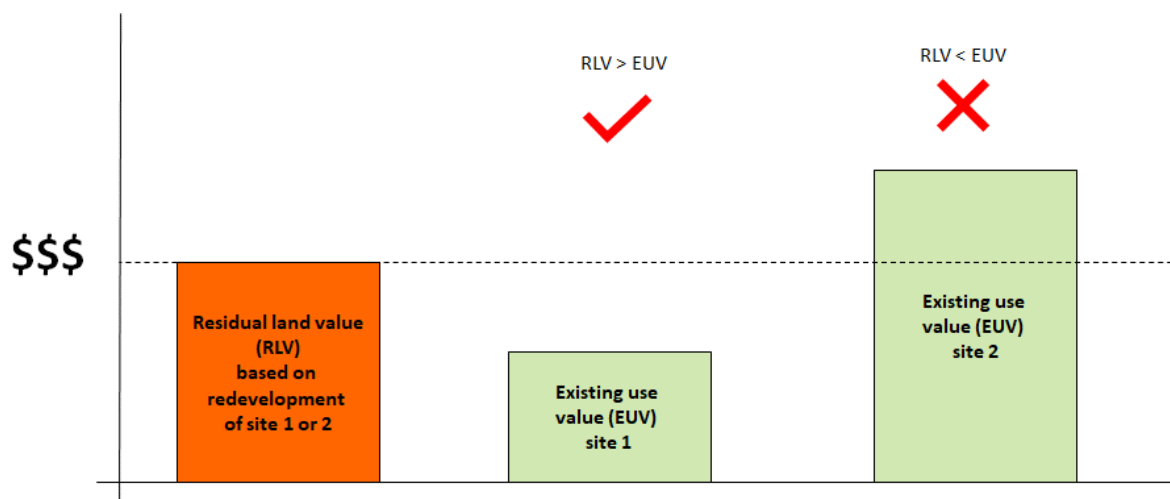 RLV > EUV
RLV < EUV
$$$
Residual land value
(RLV)
based on
redevelopment
of site 1 or 2
Existing use
value (EUV)
site 1
Existing use
value (EUV)
site 2